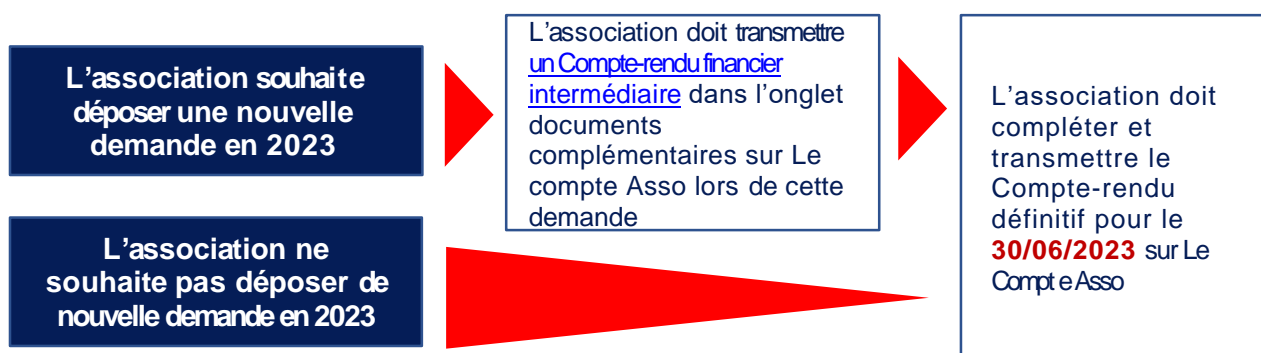 L'association souhaite
déposer une nouvelle
demande en 2023
L'association doit transmettre
un Compte-rendu financier
intermédiaire dans l'onglet
documents
complémentaires sur Le
compte Asso lors de cette
demande
L'association ne
souhaite pas déposer de
nouvelle demande en 2023
L'association doit
compléter et
transmettre le
Compte-rendu
définitif pour le
30/06/2023 sur Le
Compt e Asso